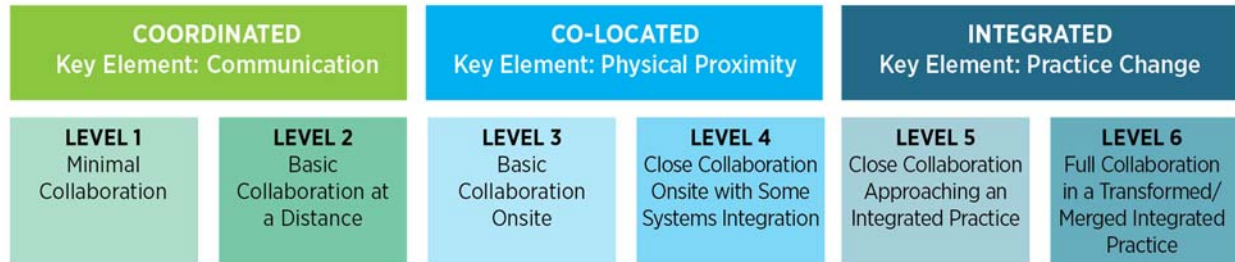 COORDINATED
Key Element: Communication
CO-LOCATED
Key Element: Physical Proximity
INTEGRATED
Key Element: Practice Change
LEVEL 1
Minimal
Collaboration
LEVEL 2
Basic
Collaboration at
a Distance
LEVEL 3
Basic
Collaboration
Onsite
LEVEL 4
Close Collaboration
Onsite with Some
Systems Integration
LEVEL 5
Close Collaboration
Approaching an
Integrated Practice
LEVEL 6
Full Collaboration
in a Transformed/
Merged Integrated
Practice